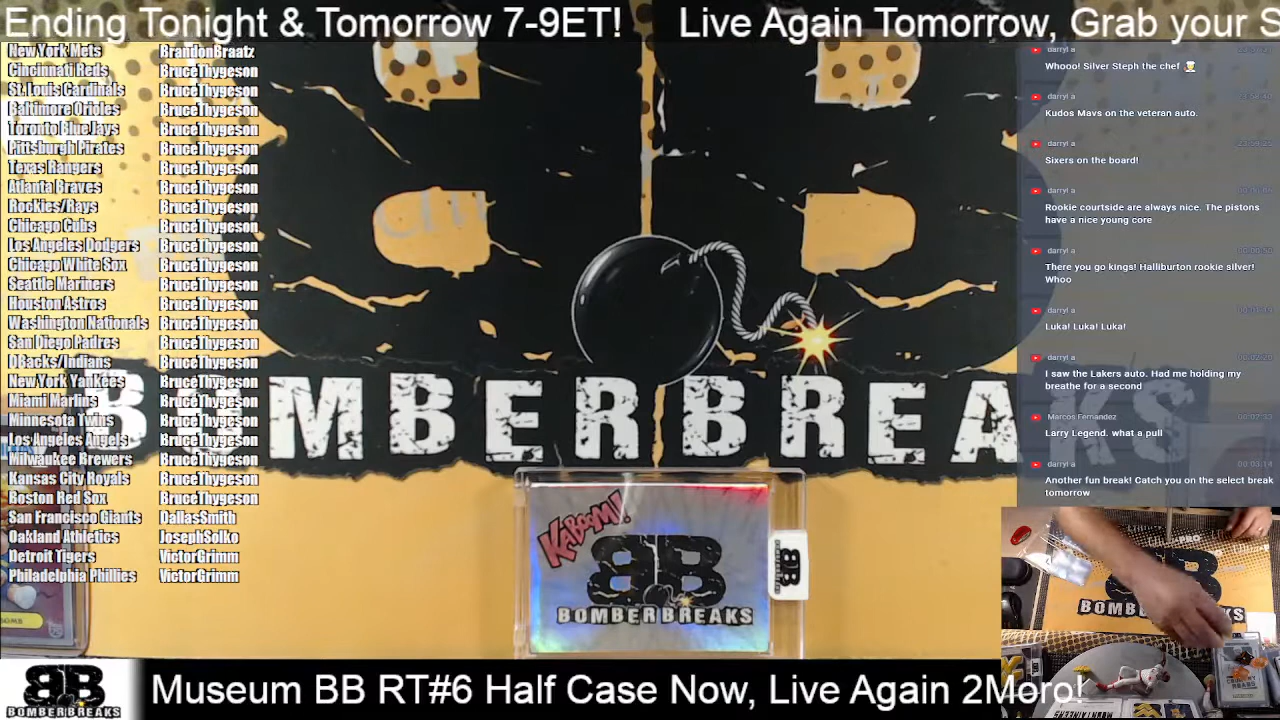 Ending Tonight & Tomorrow 7-9ET! Live Again Tomorrow, Grab your S
New York Mets BrandonBraatz
Cincinnati Reds BruceThygeson
St. Louis Cardinals BruceThygeson
Baltimore Orioles BruceThygeson
Toronto Blue Jays BruceThygeson
Pittsburgh Pirates BruceThygeson
Texas Rangers BruceThygeson
Atlanta Braves BruceThygeson
Rockies/Rays BruceThygeson
Chicago Cubs BruceThygeson
Los Angeles Dodgers BruceThygeson
Chicago White Sox BruceThygeson
Seattle Mariners BruceThygeson
Houston Astros BruceThygeson
Washington Nationals BruceThygeson
San Diego Padres BruceThygeson
DBacks/Indians BruceThygeson
New York Yankees BruceThygeson
Miami Marlins BruceThygeson
Minnesota Twins BruceThygeson
Los Angeles Angels BruceThygeson
Milwaukee Brewers BruceThygeson
Kansas City Royals BruceThygeson
Boston Red Sox BruceThygeson
San Francisco Giants DallasSmith
Oakland Athletics JosephSolko
Detroit Tigers VictorGrimm
Philadelphia Phillies VictorGrimm
BOMBERBREAKS
KABOOM!
BB
BOMBERBREAKS
BB
darryl a
Whooo! Silver Steph the chef
darryl a
Kudos Mavs on the veteran auto.
darryl a
Sixers on the board!
darryl a
Rookie courtside are always nice. The pistons
have a nice young core
darryl a
There you go kings! Halliburton rookie silver!
Whoo
darryl a
Luka! Luka! Luka!
darryl a
I saw the Lakers auto. Had me holding my
breathe for a second
Marcos Fernandez
Larry Legend. what a pull
darryl a 00:03:14
Another fun break! Catch you on the select break
tomorrow
BB
BOMBERBREAKS
Museum BB RT#6 Half Case Now, Live Again 2Moro!